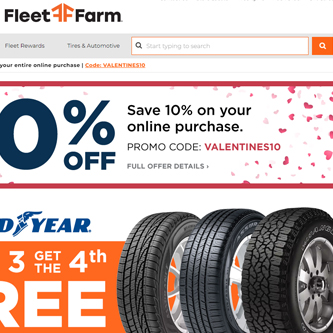 Fleet Farm
Fleet Rewards Tires & Automotive Start typing to search
your entire online purchase | Code: VALENTINES10
0%
OFF
Save 10% on your
online purchase.
PROMO CODE: VALENTINES10
FULL OFFER DETAILS ›
YEAR
3 GET THE 4th
REE